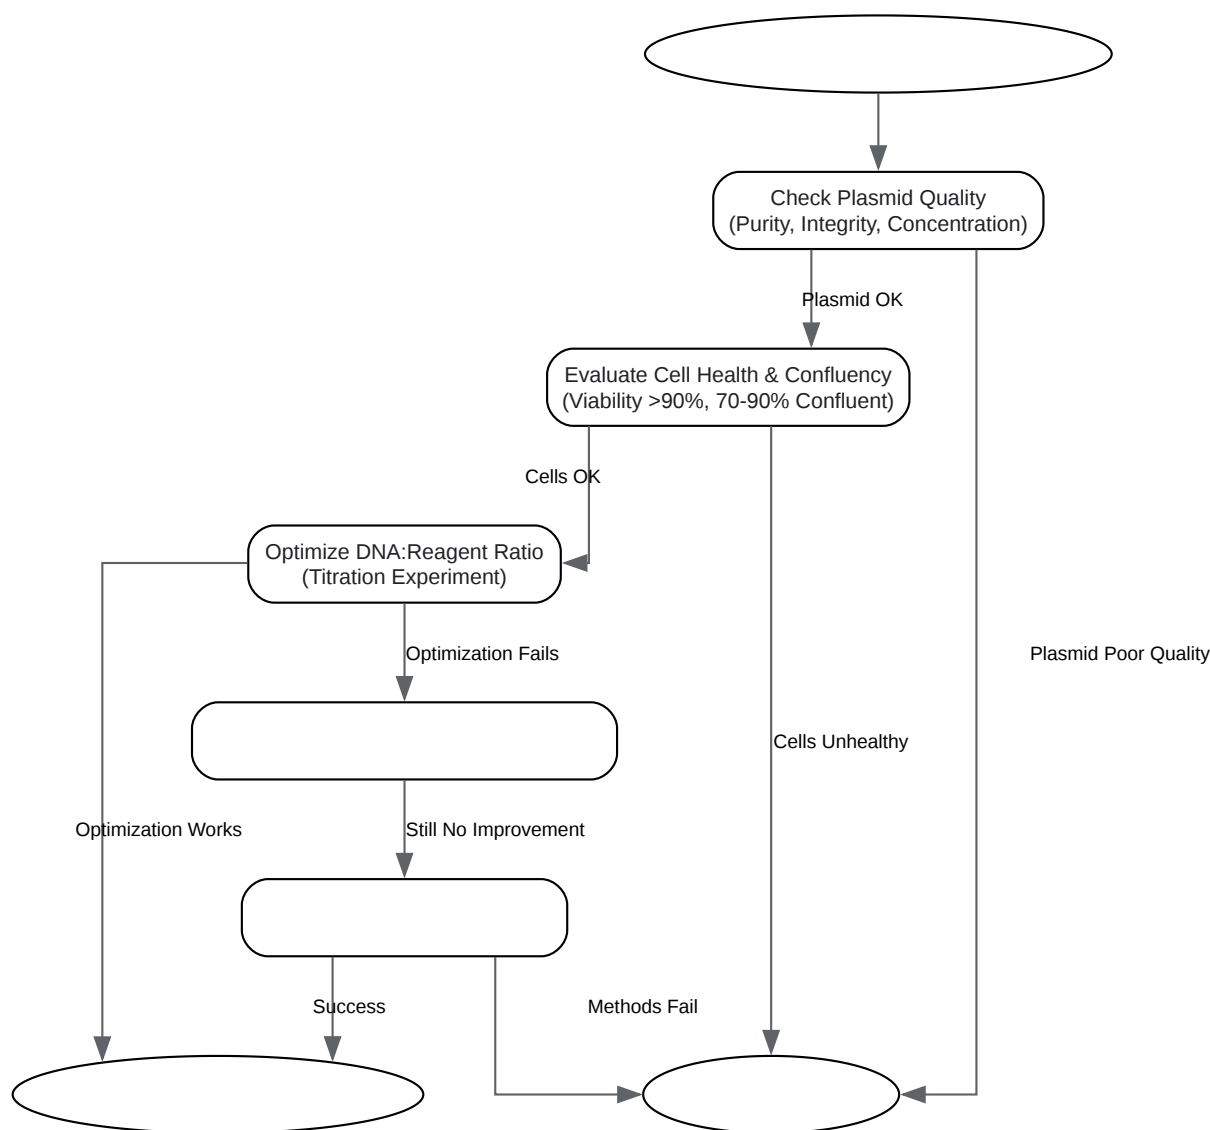 Check Plasmid Quality
(Purity, Integrity, Concentration)
Plasmid OK
Evaluate Cell Health & Confluency
(Viability >90%, 70-90% Confluent)
Cells OK
Optimize DNA:Reagent Ratio
(Titration Experiment)
Optimization Fails
Plasmid Poor Quality
Cells Unhealthy
Optimization Works
Still No Improvement
Success
Methods Fail